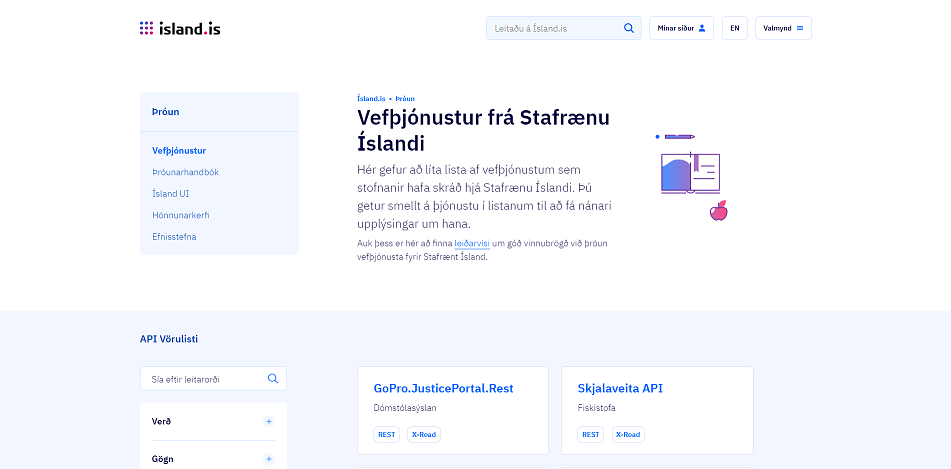 island.is
Leitaðu á Ísland.is
Mínar síður
EN
Valmynd
Þróun
Vefþjónustur
Þróunarhandbók
Ísland UI
Hönnunarkerfi
Efnisstefna
Ísland.is • Þróun
Vefþjónustur frá Stafrænu
Íslandi
Hér gefur að líta lista af vefþjónustum sem
stofnanir hafa skráð hjá Stafrænu Íslandi. Þú
getur smellt á þjónustu í listanum til að fá nánari
upplýsingar um hana.
Auk þess er hér að finna leiðarvísi um góð vinnubrögð við þróun
vefþjónusta fyrir Stafrænt Ísland.
API Vörulisti
Sía eftir leitarorði
Verð
Gögn
GoPro.JusticePortal.Rest
Dómstólasýslan
REST
X-Road
Skjalaveita API
Fiskistofa
REST
X-Road